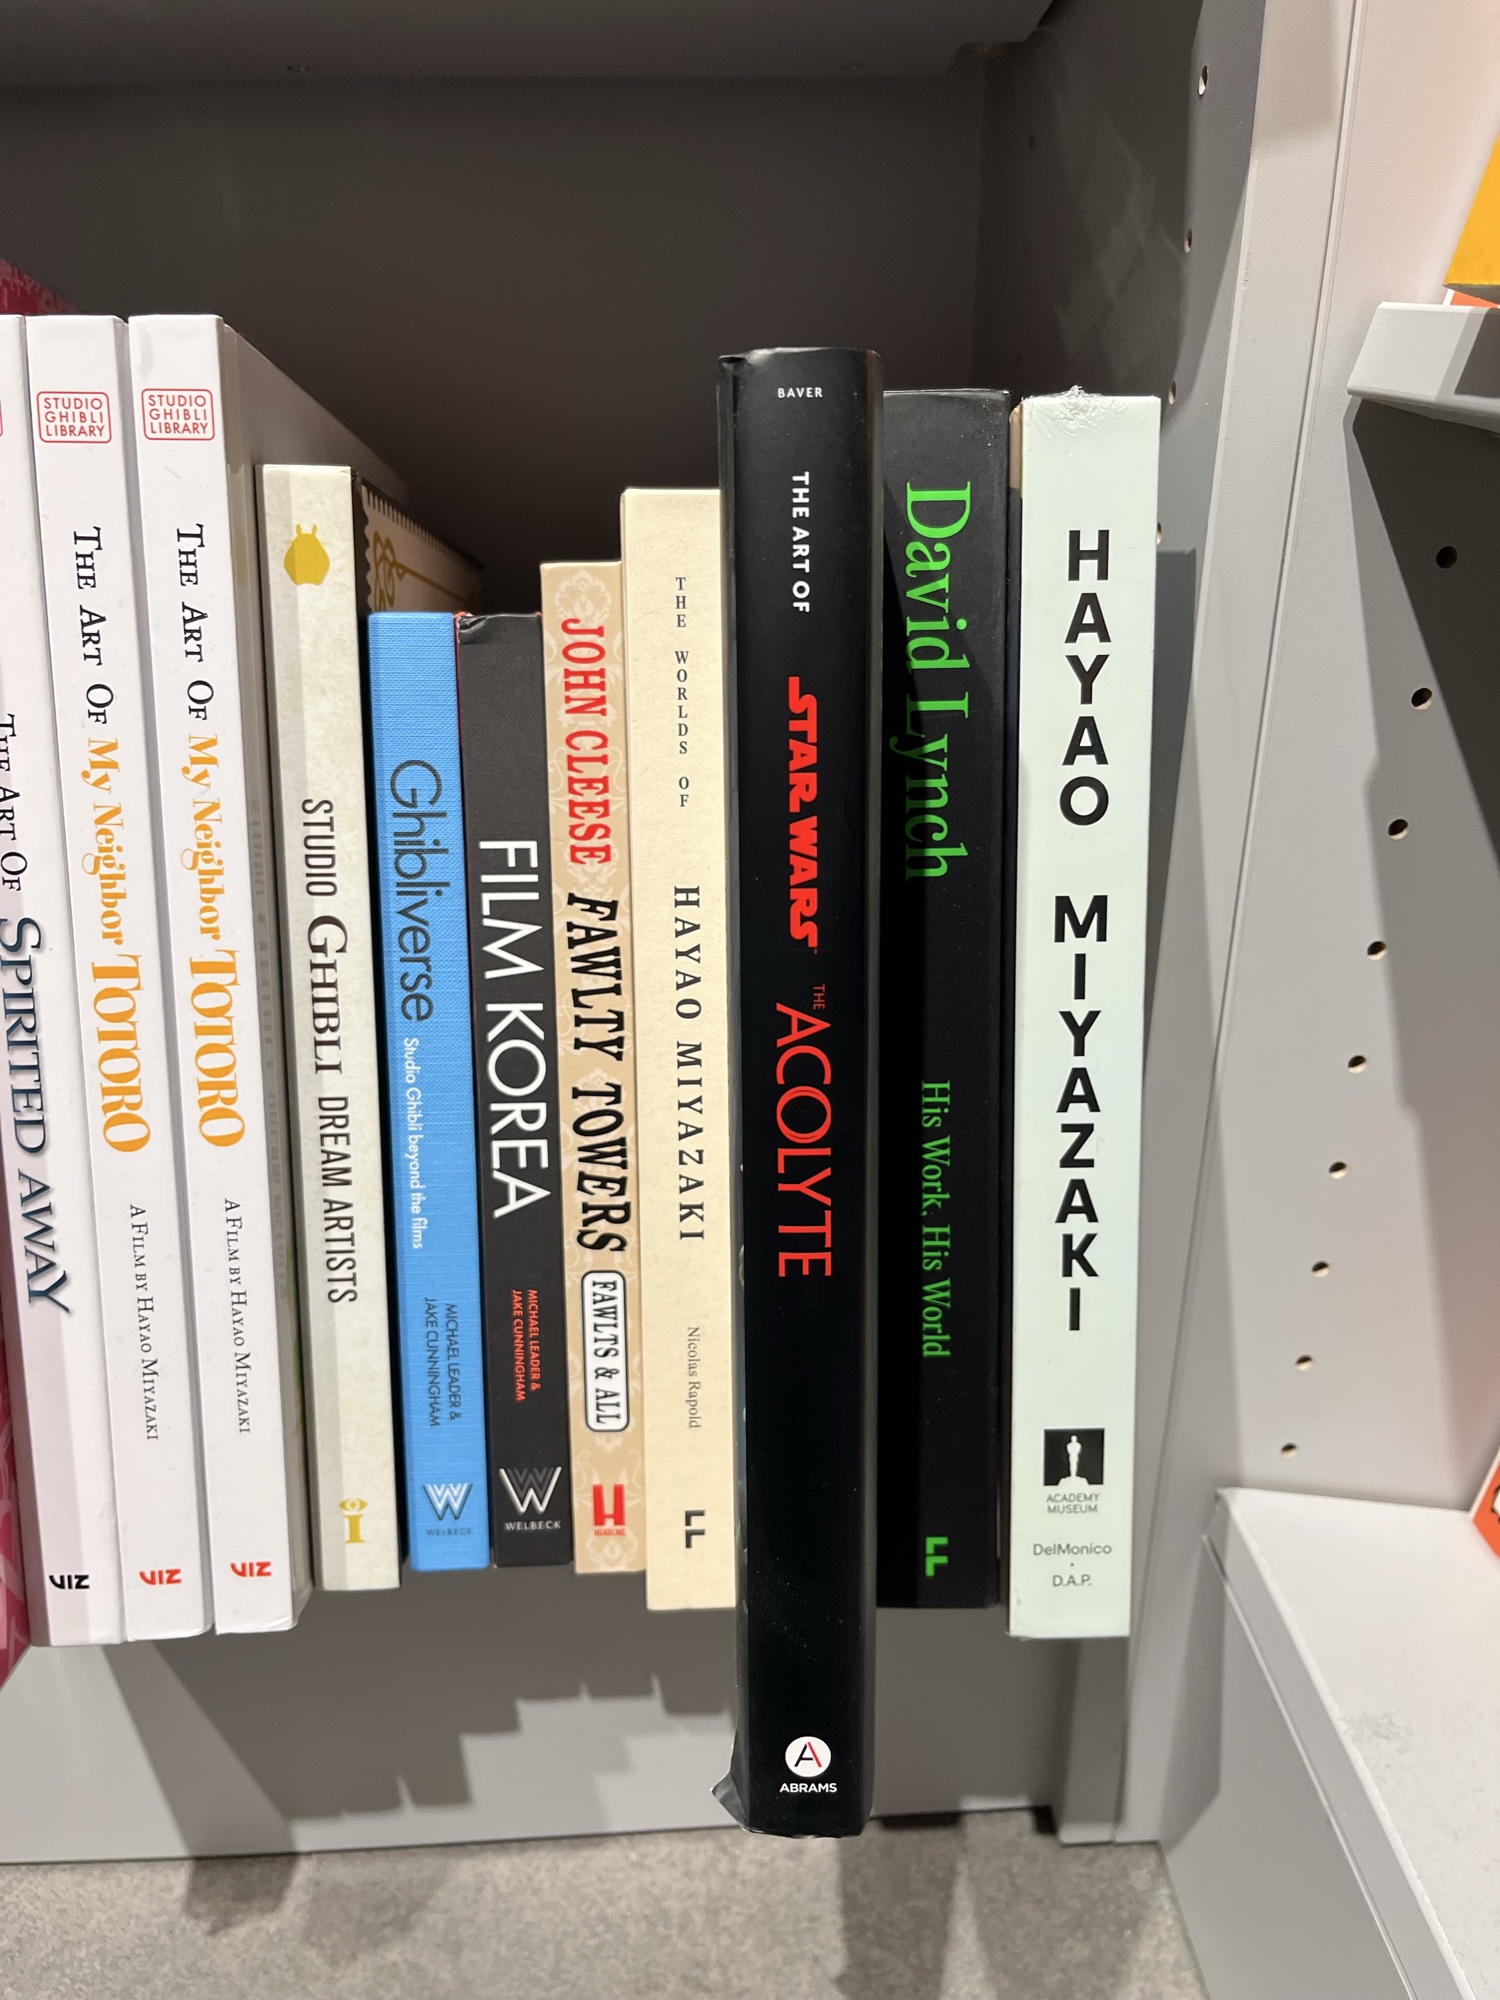 THE ART OF SPIRITED AWAY
VIZ
STUDIO
GHIBLI
LIBRARY
THE ART OF My Neighbor TOTORO
A FILM BY HAYAO MIYAZAKI
VIZ
STUDIO
GHIBLI
LIBRARY
THE ART OF My Neighbor TOTORO
A FILM BY HAYAO MIYAZAKI
VIZ
STUDIO GHIBLI DREAM ARTISTS
Ghibliverse Studio Ghibli beyond the films
MICHAEL LEADER &
JAKE CUNNINGHAM
W
WELBECK
FILM KOREA
MICHAEL LEADER &
JAKE CUNNINGHAM
W
WELBECK
JOHN CLEESE FAWLTY TOWERS
FAWLTS & ALL
H
HEADLINE
THE WORLDS OF HAYAO MIYAZAKI
Nicolas Rapold
LL
BAVER
THE ART OF STAR WARS THE ACOLYTE
A
ABRAMS
David Lynch His Work, His World
LL
HAYAO MIYAZAKI
ACADEMY
MUSEUM
DelMonico
·
D.A.P.